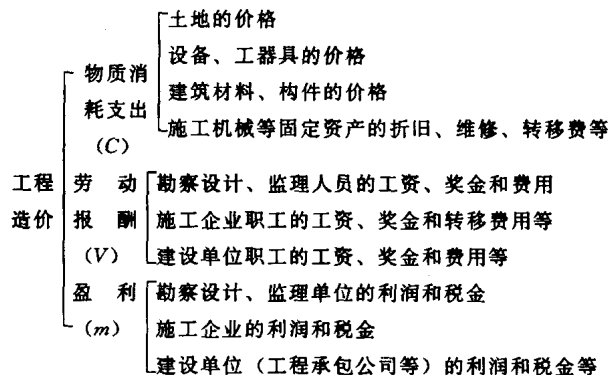 土地的价格
设备、工器具的价格
物质消
建筑材料、构件的价格
耗支出
施工机械等固定资产的折旧、维修、转移费等
(C)
工程 劳动 勘察设计、监理人员的工资、奖金和费用
造价 报酬 施工企业职工的工资、奖金和转移费用等
(V) 建设单位职工的工资、奖金和费用等
盈利 勘察设计、监理单位的利润和税金
(m) 施工企业的利润和税金
建设单位（工程承包公司等）的利润和税金等